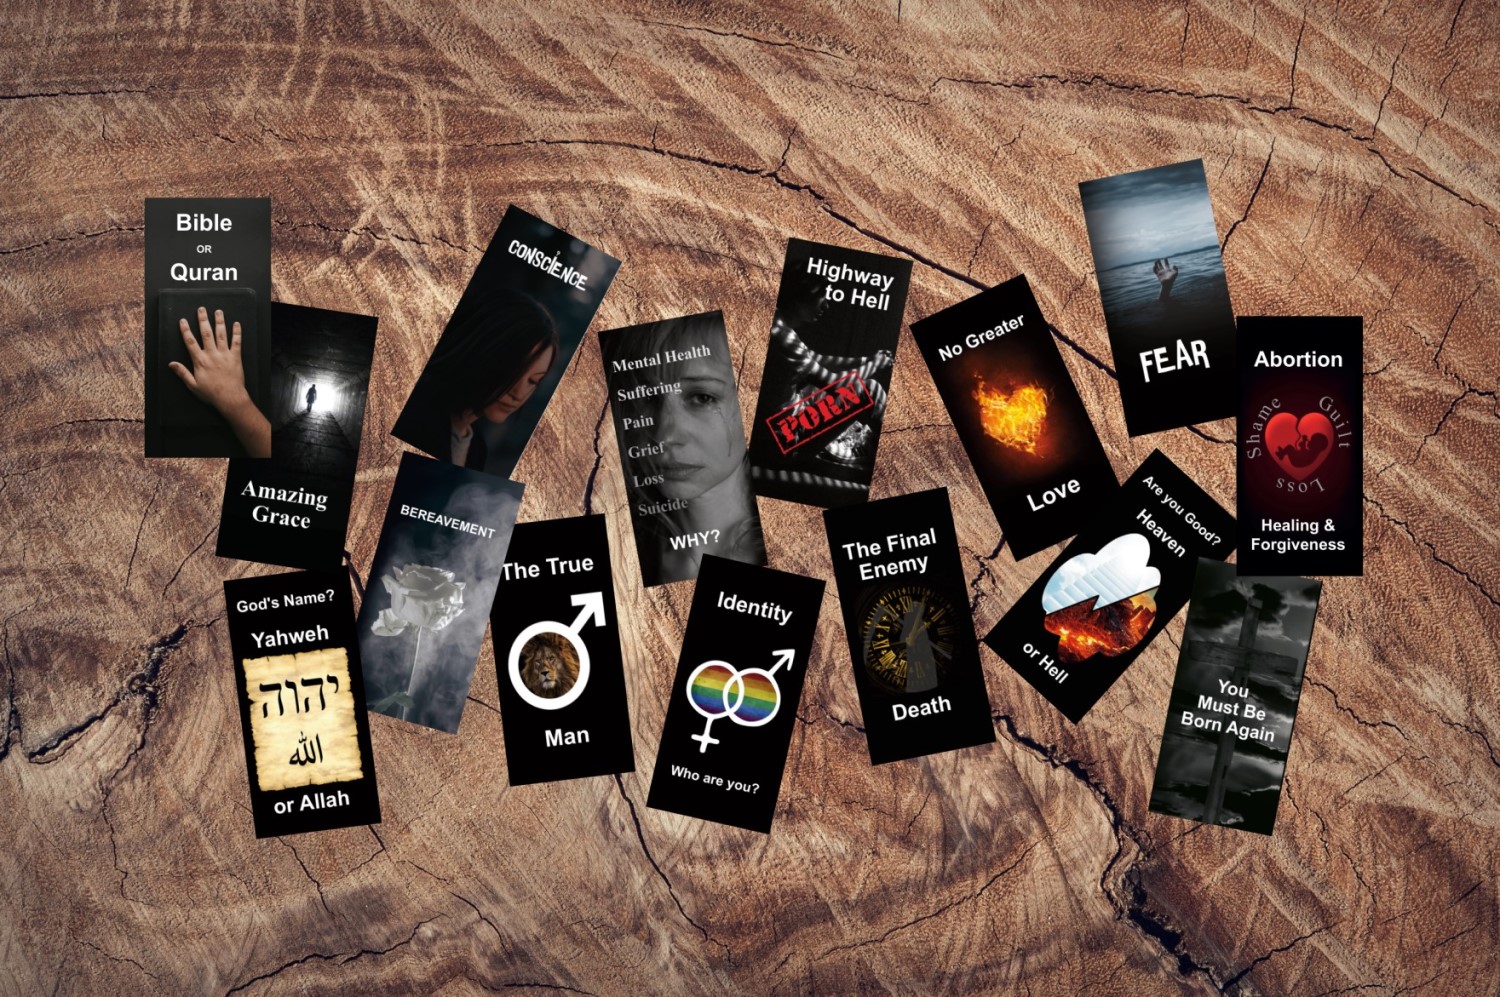 Bible
OR
Quran
Amazing
Grace
CONSCIENCE
BEREAVEMENT
God's Name?
Yahweh
יהוה
الله
or Allah
The True
Man
Mental Health
Suffering
Pain
Grief
Loss
Suicide
WHY?
Identity
Who are you?
Highway
to Hell
PORN
The Final
Enemy
Death
No Greater
Love
FEAR
Are you Good?
Heaven
or Hell
Abortion
Shame
Guilt
Loss
Healing &
Forgiveness
You
Must Be
Born Again